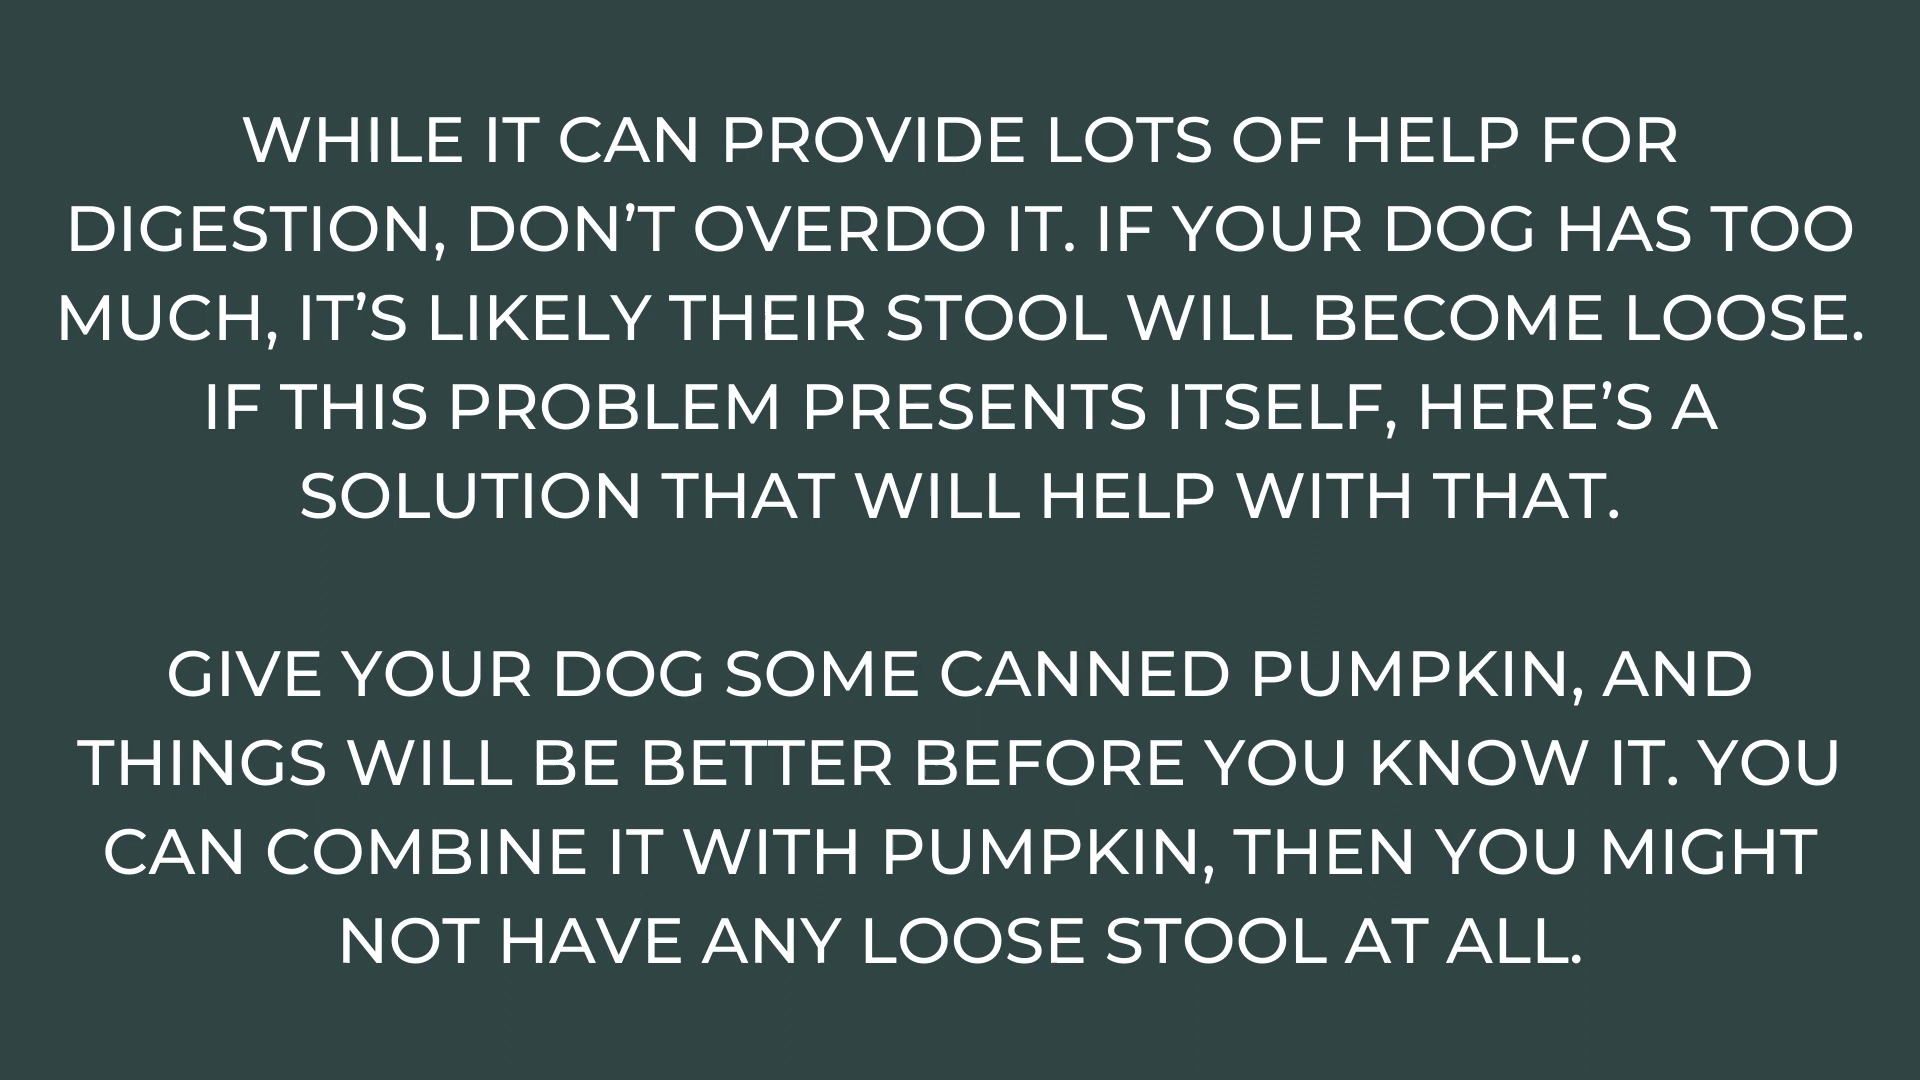 WHILE IT CAN PROVIDE LOTS OF HELP FOR
DIGESTION, DON’T OVERDO IT. IF YOUR DOG HAS TOO
MUCH, IT’S LIKELY THEIR STOOL WILL BECOME LOOSE.
IF THIS PROBLEM PRESENTS ITSELF, HERE’S A
SOLUTION THAT WILL HELP WITH THAT.
GIVE YOUR DOG SOME CANNED PUMPKIN, AND
THINGS WILL BE BETTER BEFORE YOU KNOW IT. YOU
CAN COMBINE IT WITH PUMPKIN, THEN YOU MIGHT
NOT HAVE ANY LOOSE STOOL AT ALL.